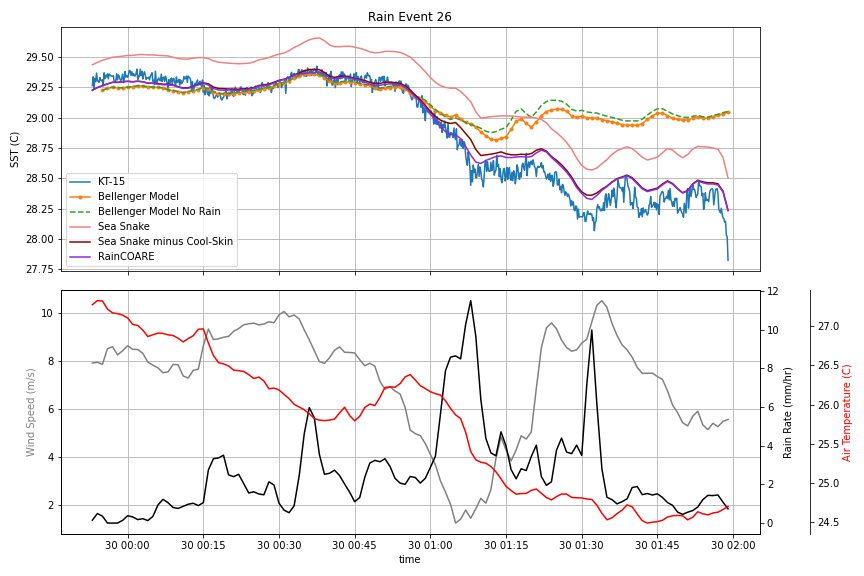 Rain Event 26
SST (C)
29.50
29.25
29.00
28.75
28.50
28.25
28.00
27.75
KT-15
Bellenger Model
Bellenger Model No Rain
Sea Snake
Sea Snake minus Cool-Skin
RainCOARE
Wind Speed (m/s)
10
8
6
4
2
12
10
8
6
4
2
0
Rain Rate (mm/hr)
27.0
26.5
26.0
25.5
25.0
24.5
Air Temperature (C)
30 00:00 30 00:15 30 00:30 30 00:45 30 01:00 30 01:15 30 01:30 30 01:45 30 02:00
time